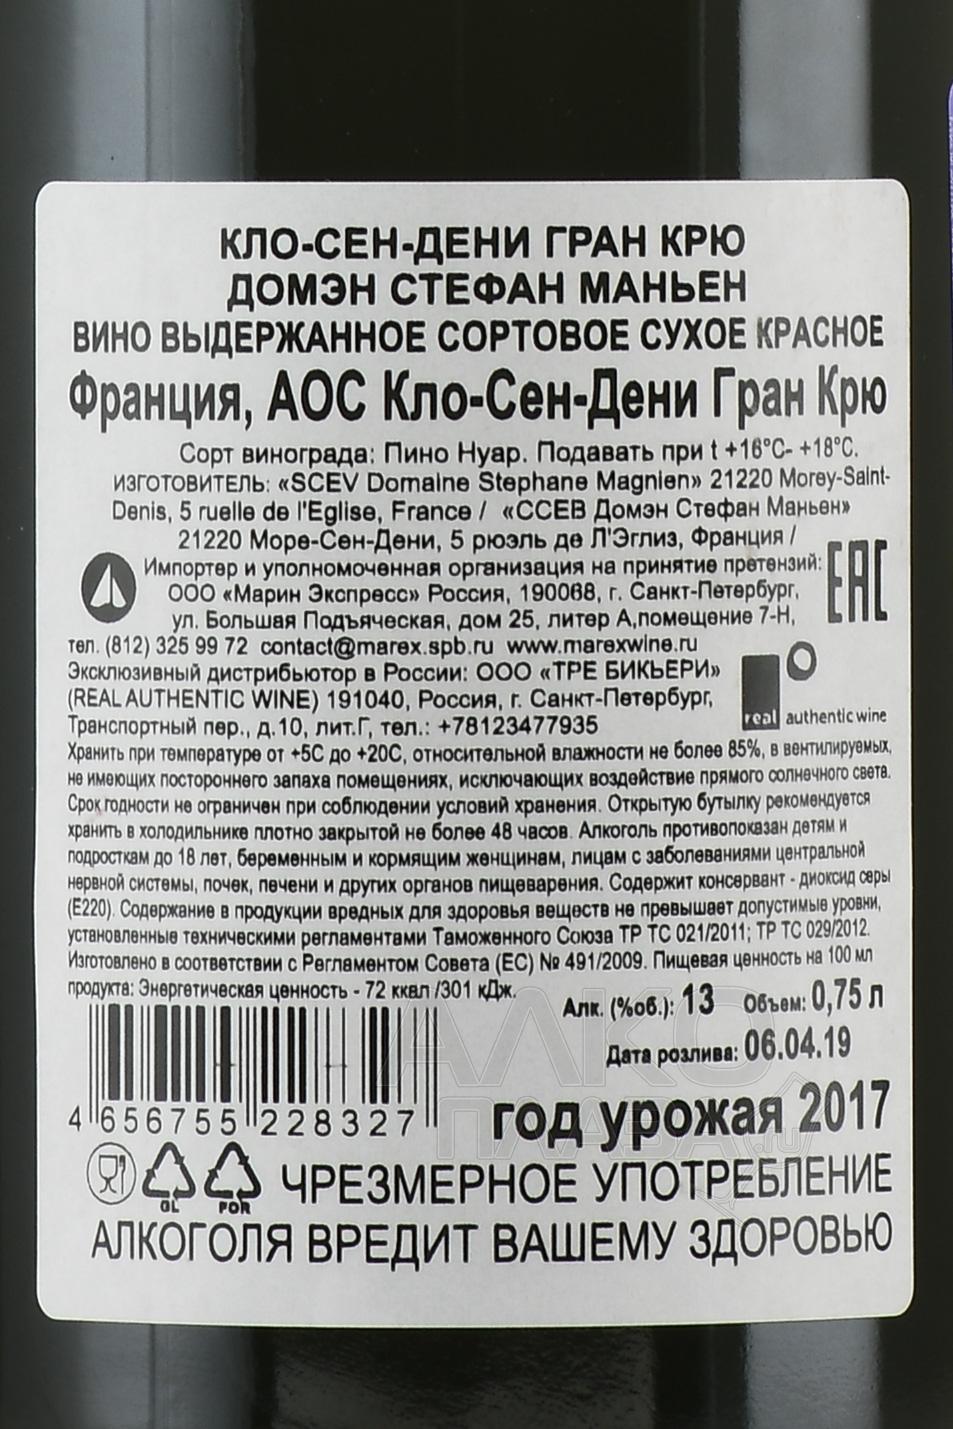 КЛО-СЕН-ДЕНИ ГРАН КРЮ
ДОМЭН СТЕФАН МАНЬЕН
ВИНО ВЫДЕРЖАННОЕ СОРТОВОЕ СУХОЕ КРАСНОЕ
Франция, АОС Кло-Сен-Дени Гран Крю
Сорт винограда: Пино Нуар. Подавать при t +16°C- +18°C.
ИЗГОТОВИТЕЛЬ: «SCEV Domaine Stephane Magnien» 21220 Morey-Saint-
Denis, 5 ruelle de l'Eglise, France / «ССЕВ Домэн Стефан Маньен»
21220 Море-Сен-Дени, 5 рюэль де Л'Эглиз, Франция /
Импортер и уполномоченная организация на принятие претензий:
ООО «Марин Экспресс» Россия, 190068, г. Санкт-Петербург,
ул. Большая Подъяческая, дом 25, литер А,помещение 7-Н,
EAC
тел. (812) 325 99 72 contact@marex.spb.ru www.marexwine.ru
Эксклюзивный дистрибьютор в России: ООО «ТРЕ БИКЬЕРИ»
(REAL AUTHENTIC WINE) 191040, Россия, г. Санкт-Петербург,
Транспортный пер., д.10, лит.Г, тел.: +78123477935
real authentic wine
Хранить при температуре от +5С до +20С, относительной влажности не более 85%, в вентилируемых,
не имеющих постороннего запаха помещениях, исключающих воздействие прямого солнечного света.
Срок годности не ограничен при соблюдении условий хранения. Открытую бутылку рекомендуется
хранить в холодильнике плотно закрытой не более 48 часов. Алкоголь противопоказан детям и
подросткам до 18 лет, беременным и кормящим женщинам, лицам с заболеваниями центральной
нервной системы, почек, печени и других органов пищеварения. Содержит консервант - диоксид серы
(Е220). Содержание в продукции вредных для здоровья веществ не превышает допустимые уровни,
установленные техническими регламентами Таможенного Союза ТР ТС 021/2011; ТР ТС 029/2012.
Изготовлено в соответствии с Регламентом Совета (ЕС) № 491/2009. Пищевая ценность на 100 мл
продукта: Энергетическая ценность - 72 ккал /301 кДж.
Алк. (%об.): 13 Объем: 0,75 л
Дата розлива: 06.04.19
4 656755 228327
год урожая 2017
GL POR
ЧРЕЗМЕРНОЕ УПОТРЕБЛЕНИЕ
АЛКОГОЛЯ ВРЕДИТ ВАШЕМУ ЗДОРОВЬЮ